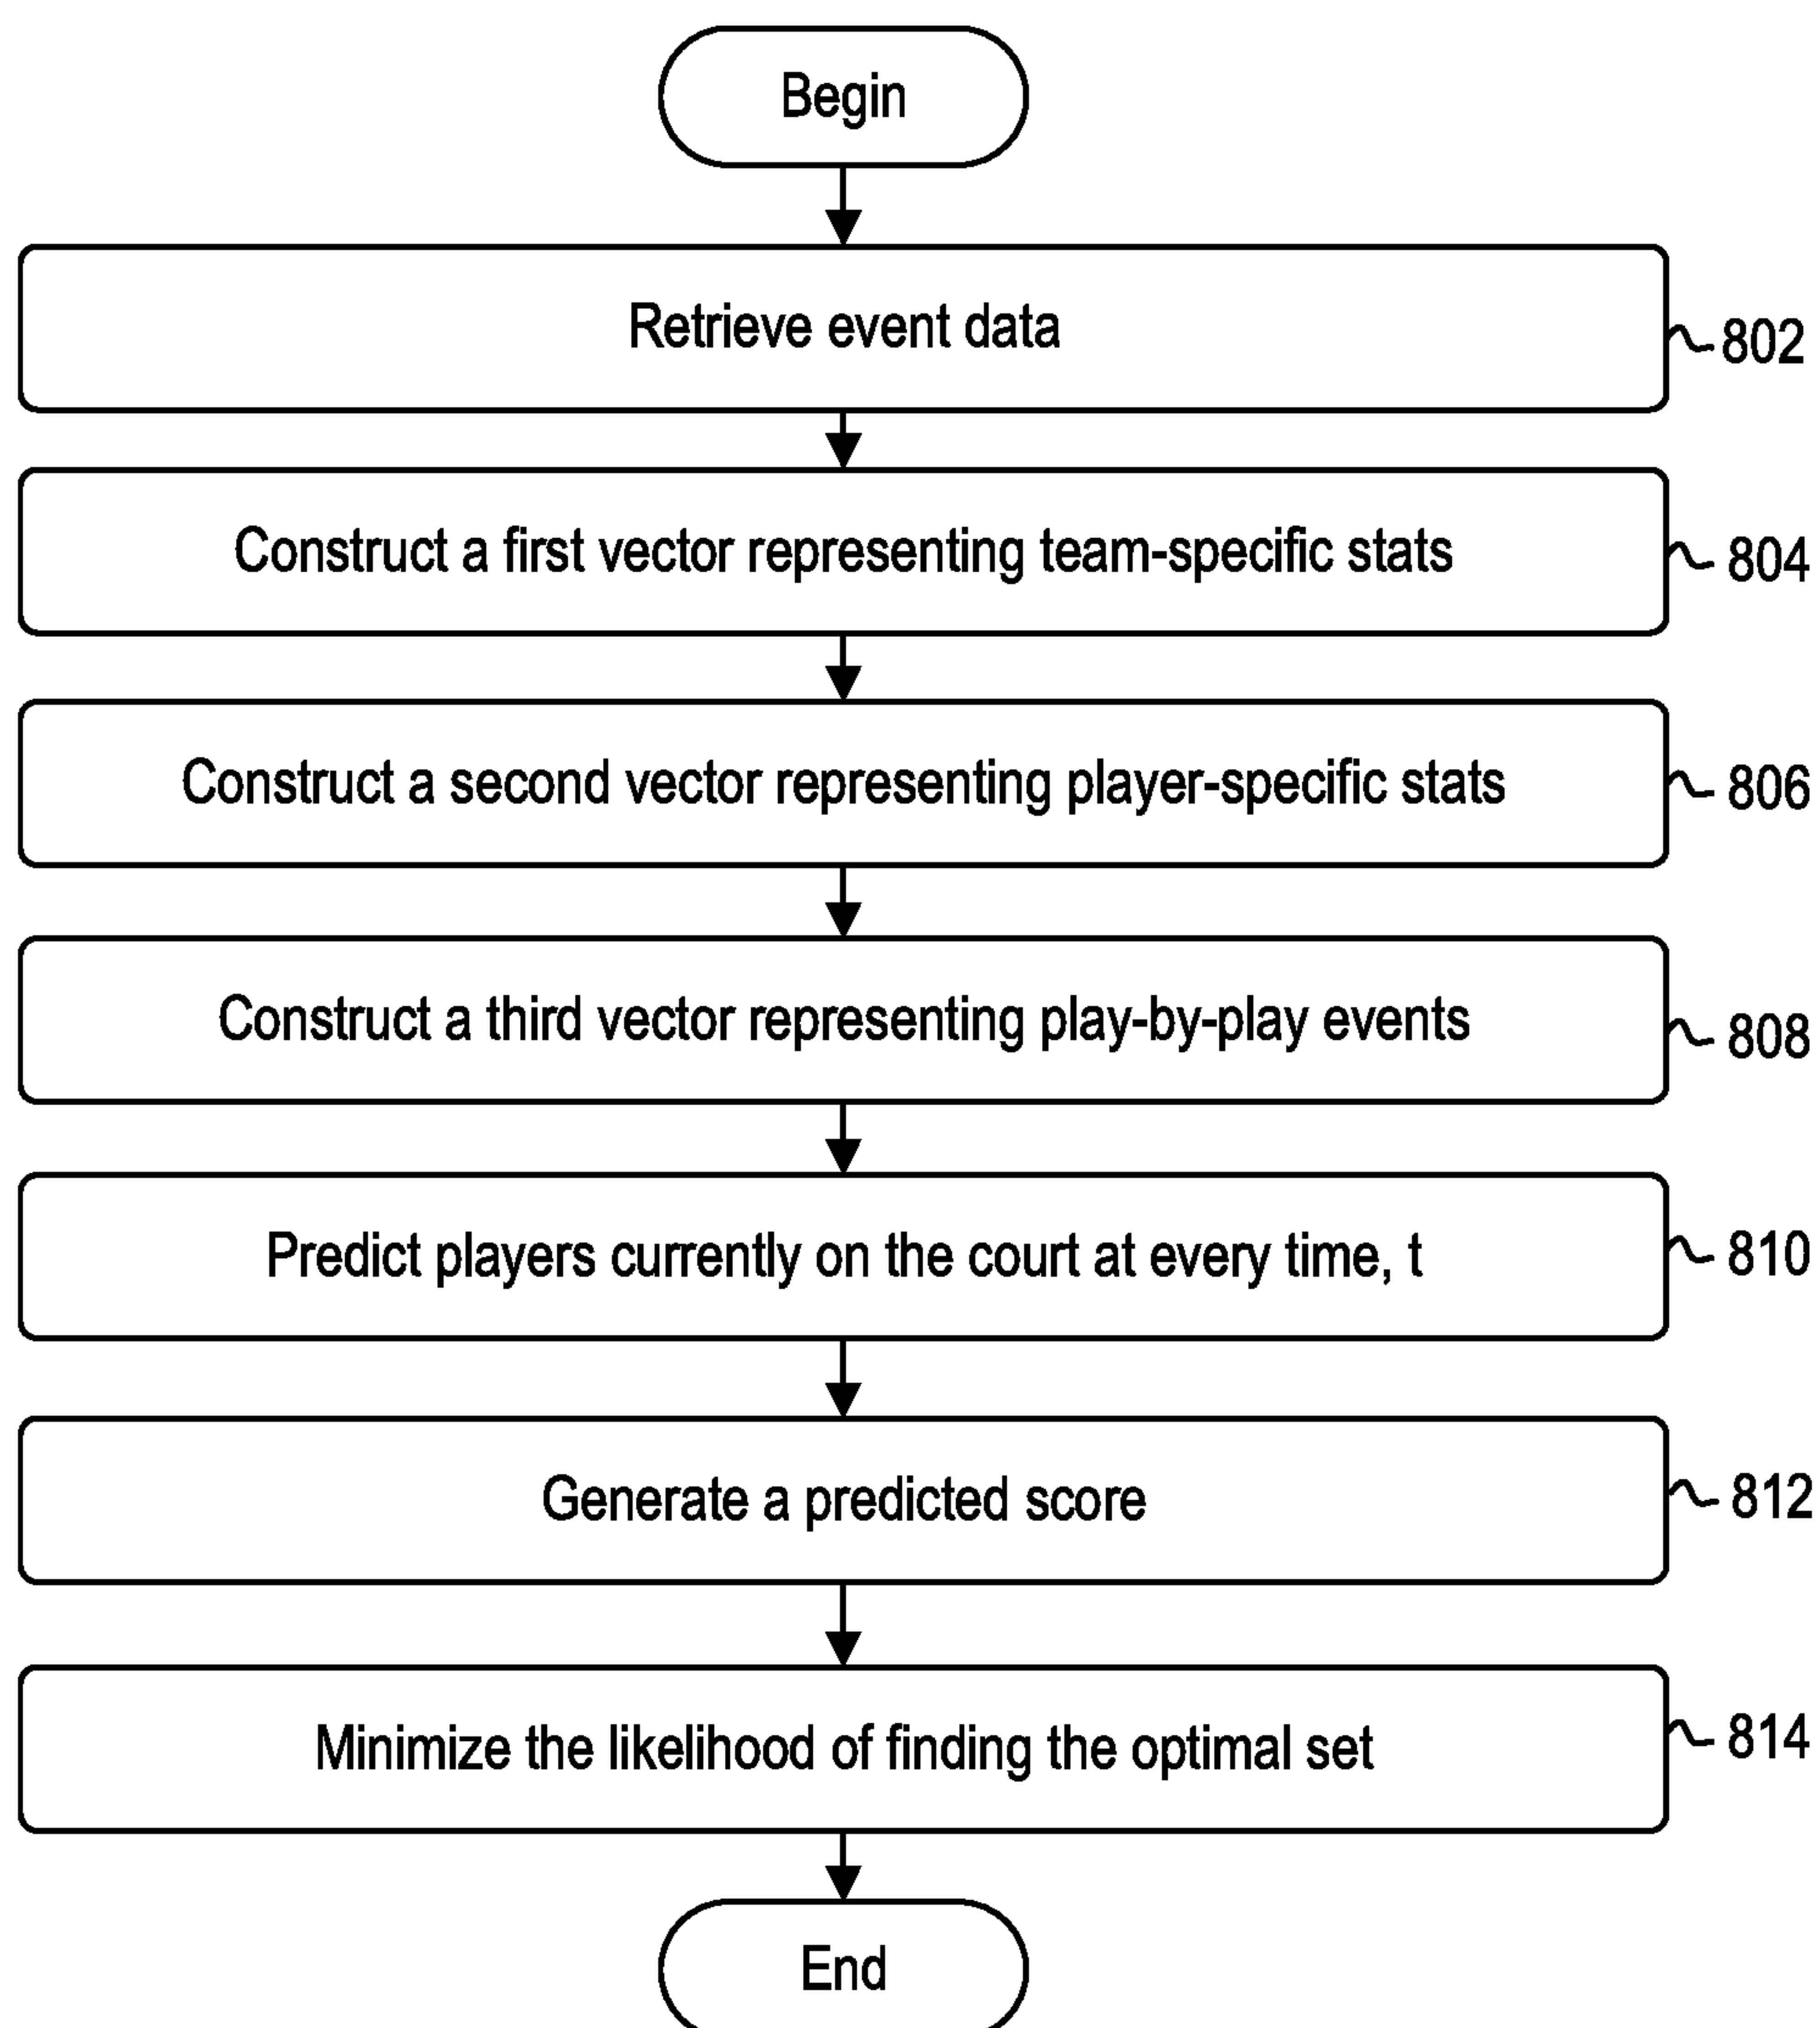 Begin
Retrieve event data
802
Construct a first vector representing team-specific stats
804
Construct a second vector representing player-specific stats
806
Construct a third vector representing play-by-play events
808
Predict players currently on the court at every time, t
810
Generate a predicted score
812
Minimize the likelihood of finding the optimal set
814
End